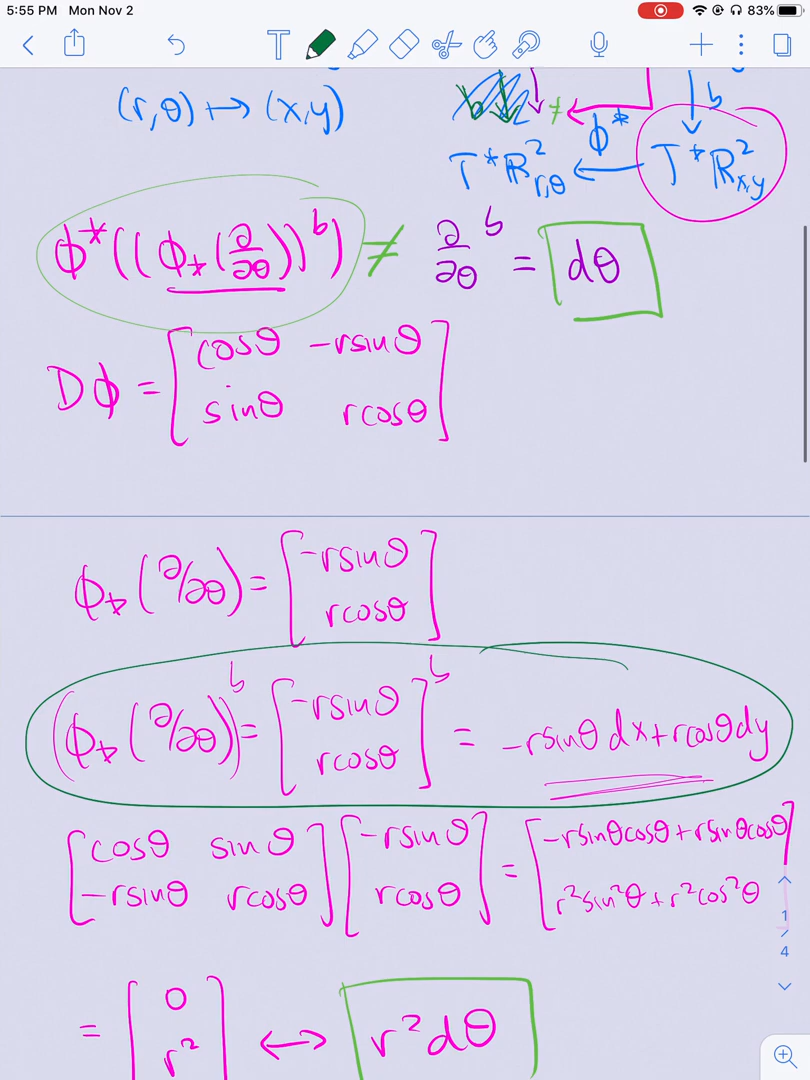 5:55 PM Mon Nov 2 83%
T
(r,θ) ↦ (x,y)
b b
≠ ϕ* 
T*ℝ²r,θ ← T*ℝ²x,y
ϕ*((ϕ⋆(∂/∂θ))ᵇ) ≠ ∂/∂θ ᵇ = dθ
Dϕ = [cosθ -rsinθ
sinθ rcosθ]
ϕ⋆(∂/∂θ) = [-rsinθ
rcosθ]
(ϕ⋆(∂/∂θ))ᵇ = [-rsinθ
rcosθ]ᵇ = -rsinθ dx + rcosθ dy
[cosθ sinθ
-rsinθ rcosθ] [-rsinθ
rcosθ] = [-rsinθcosθ + rsinθcosθ
r²sin²θ + r²cos²θ]
1
/
4
= [0
r²] ↔ r²dθ